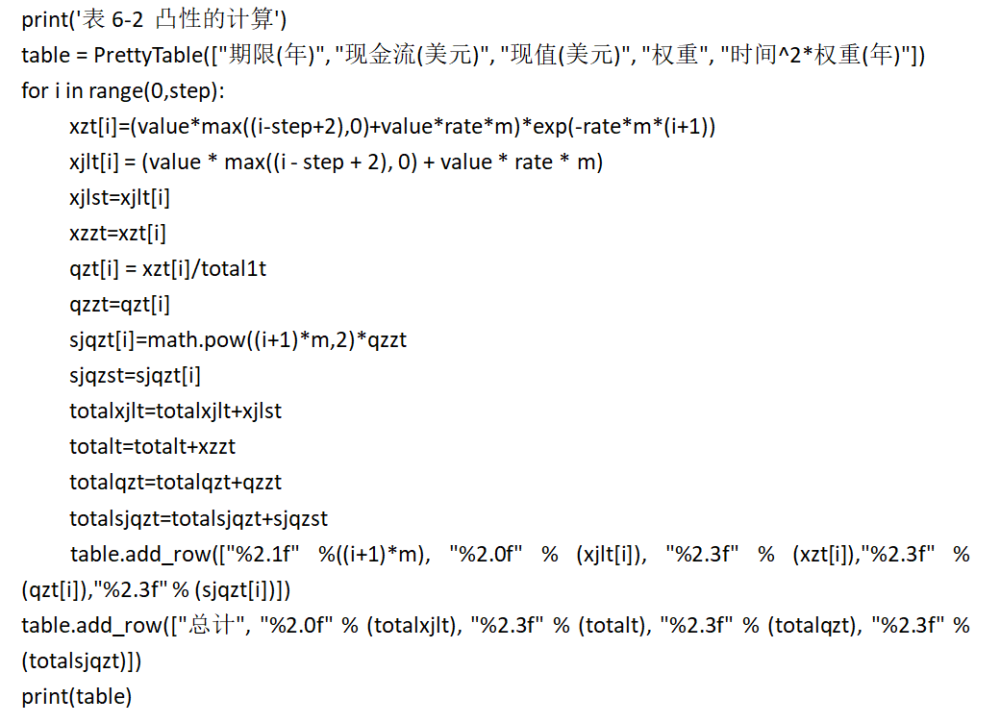 print('表 6-2 凸性的计算')
table = PrettyTable(["期限(年)","现金流(美元)", "现值(美元)", "权重", "时间^2*权重(年)"])
for i in range(0,step):
xzt[i]=(value*max((i-step+2),0)+value*rate*m)*exp(-rate*m*(i+1))
xjlt[i] = (value * max((i - step + 2), 0) + value * rate * m)
xjlst=xjlt[i]
xzzt=xzt[i]
qzt[i] = xzt[i]/total1t
qzzt=qzt[i]
sjqzt[i]=math.pow((i+1)*m,2)*qzzt
sjqzst=sjqzt[i]
totalxjlt=totalxjlt+xjlst
totalt=totalt+xzzt
totalqzt=totalqzt+qzzt
totalsjqzt=totalsjqzt+sjqzst
table.add_row(["%2.1f" %((i+1)*m), "%2.0f" % (xjlt[i]), "%2.3f" % (xzt[i]),"%2.3f" %
(qzt[i]),"%2.3f" % (sjqzt[i])])
table.add_row(["总计", "%2.0f" % (totalxjlt), "%2.3f" % (totalt), "%2.3f" % (totalqzt), "%2.3f" %
(totalsjqzt)])
print(table)